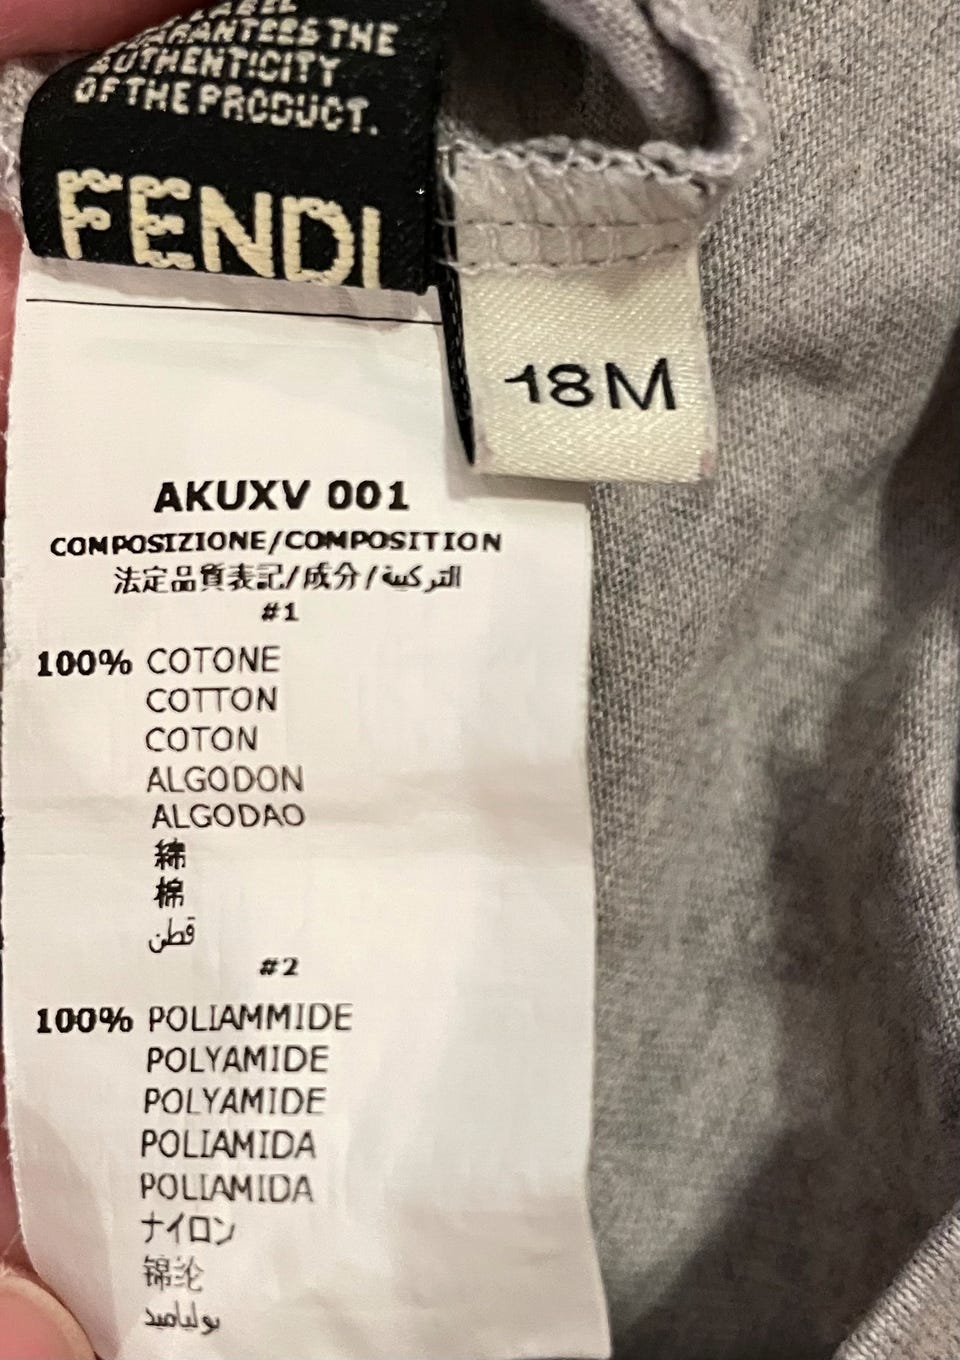 LABEL
GUARANTEES THE
AUTHENTICITY
OF THE PRODUCT.
FENDI
18M
AKUXV 001
COMPOSIZIONE/COMPOSITION
法定品質表記/成分/التركيبة
#1
100% COTONE
COTTON
COTON
ALGODON
ALGODAO
綿
棉
قطن
#2
100% POLIAMMIDE
POLYAMIDE
POLYAMIDE
POLIAMIDA
POLIAMIDA
ナイロン
锦纶
بولياميد